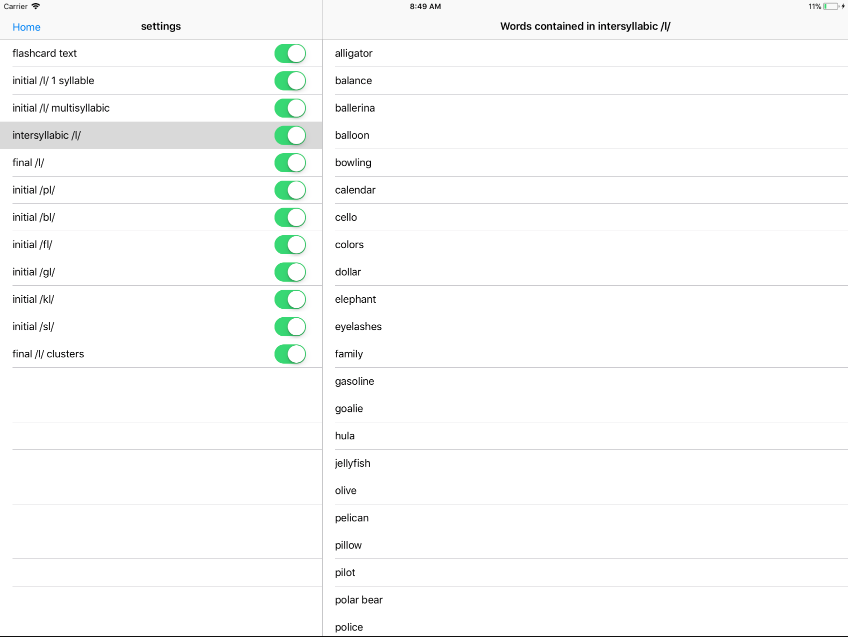 Carrier 8:49 AM 11%
Home settings
flashcard text
initial /l/ 1 syllable
initial /l/ multisyllabic
intersyllabic /l/
final /l/
initial /pl/
initial /bl/
initial /fl/
initial /gl/
initial /kl/
initial /sl/
final /l/ clusters
Words contained in intersyllabic /l/
alligator
balance
ballerina
balloon
bowling
calendar
cello
colors
dollar
elephant
eyelashes
family
gasoline
goalie
hula
jellyfish
olive
pelican
pillow
pilot
polar bear
police